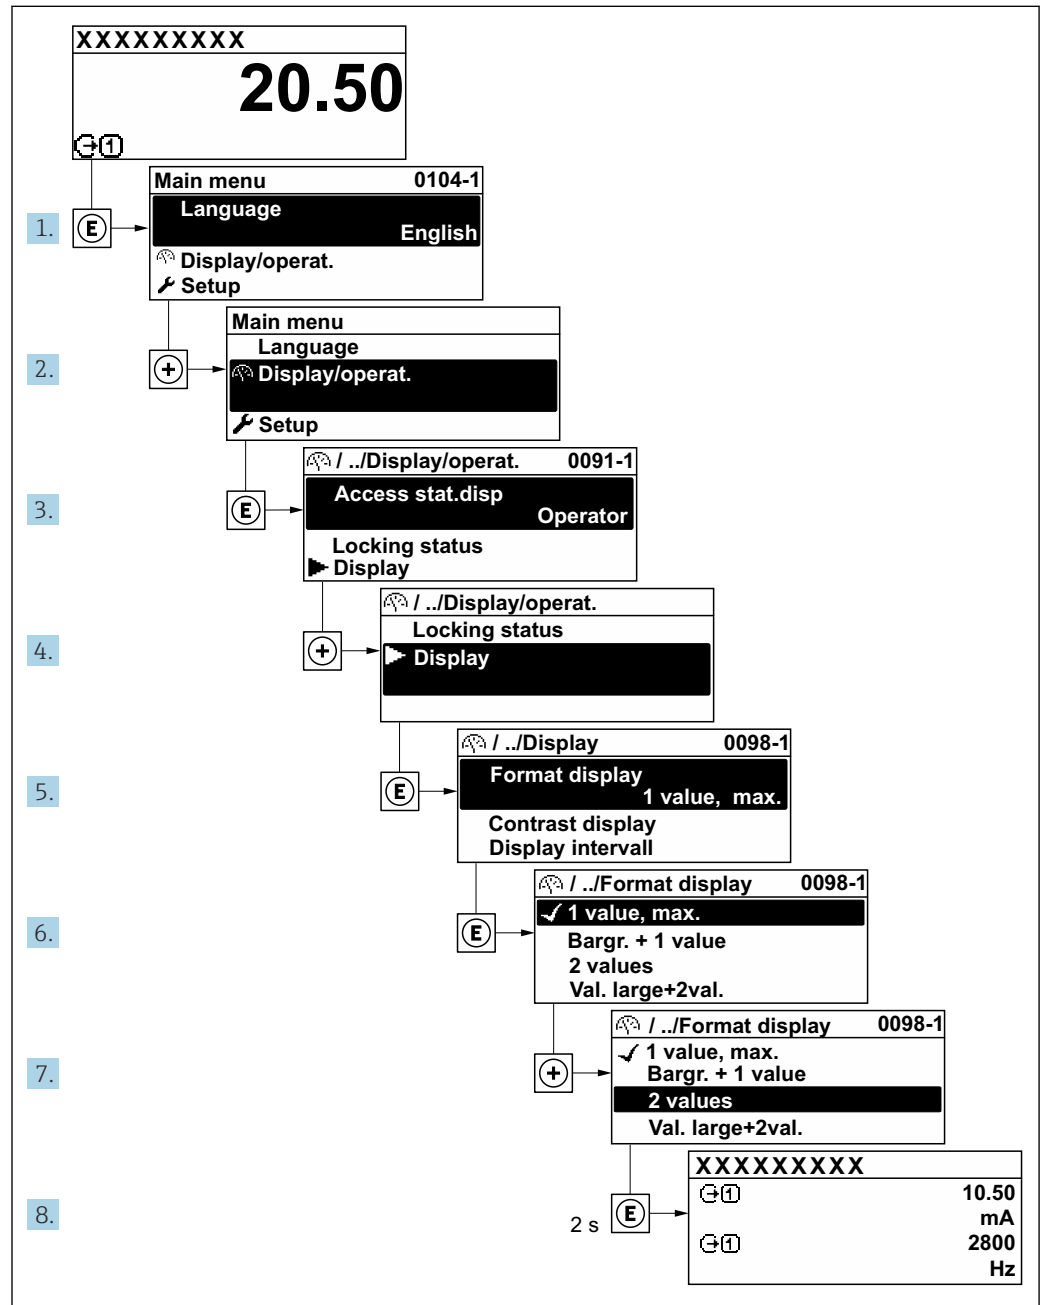 XXXXXXXXX
20.50
1
Main menu 0104-1
1. E Language
English
Display/operat.
Setup
Main menu
Language
2. + Display/operat.
Setup
/ ../Display/operat. 0091-1
Access stat.disp
3. E Operator
Locking status
Display
/ ../Display/operat.
Locking status
4. + Display
/ ../Display 0098-1
Format display
5. E 1 value, max.
Contrast display
Display intervall
/ ../Format display 0098-1
1 value, max.
6. E Bargr. + 1 value
2 values
Val. large+2val.
/ ../Format display 0098-1
1 value, max.
7. + Bargr. + 1 value
2 values
Val. large+2val.
XXXXXXXXX
1 10.50
8. 2 s E mA
1 2800
Hz